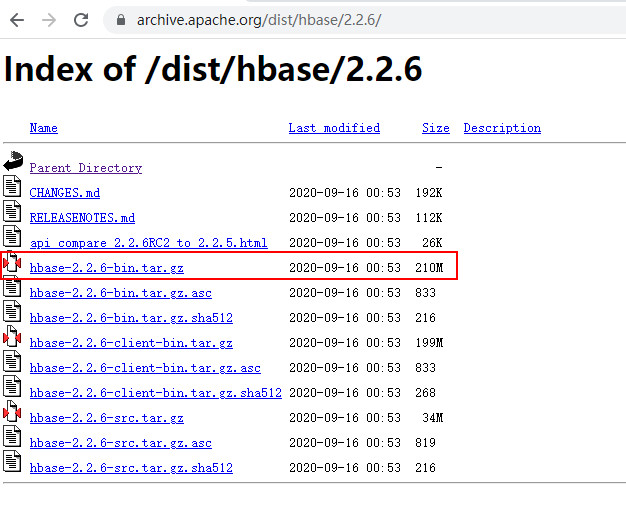 archive.apache.org/dist/hbase/2.2.6/
Index of /dist/hbase/2.2.6
Name Last modified Size Description
Parent Directory -
CHANGES.md 2020-09-16 00:53 192K
RELEASENOTES.md 2020-09-16 00:53 112K
api compare 2.2.6RC2 to 2.2.5.html 2020-09-16 00:53 26K
hbase-2.2.6-bin.tar.gz 2020-09-16 00:53 210M
hbase-2.2.6-bin.tar.gz.asc 2020-09-16 00:53 833
hbase-2.2.6-bin.tar.gz.sha512 2020-09-16 00:53 216
hbase-2.2.6-client-bin.tar.gz 2020-09-16 00:53 199M
hbase-2.2.6-client-bin.tar.gz.asc 2020-09-16 00:53 833
hbase-2.2.6-client-bin.tar.gz.sha512 2020-09-16 00:53 268
hbase-2.2.6-src.tar.gz 2020-09-16 00:53 34M
hbase-2.2.6-src.tar.gz.asc 2020-09-16 00:53 819
hbase-2.2.6-src.tar.gz.sha512 2020-09-16 00:53 216